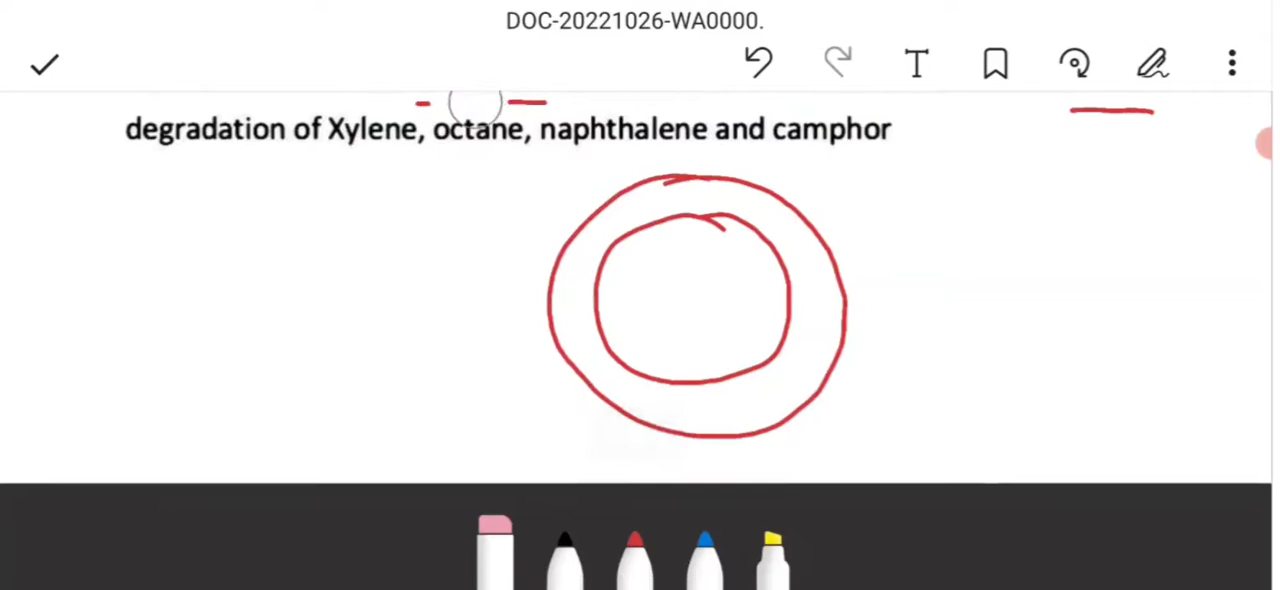 DOC-20221026-WA0000.
degradation of Xylene, octane, naphthalene and camphor